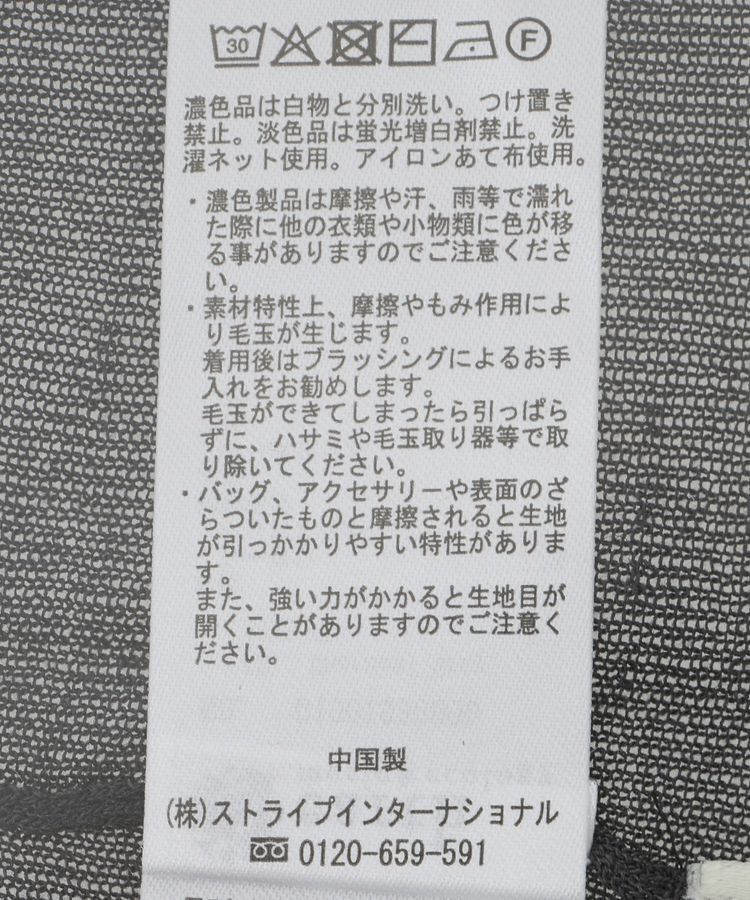 30 F
濃色品は白物と分別洗い。つけ置き
禁止。淡色品は蛍光増白剤禁止。洗
濯ネット使用。アイロンあて布使用。
・濃色製品は摩擦や汗、雨等で濡れ
た際に他の衣類や小物類に色が移
る事がありますのでご注意くださ
い。
・素材特性上、摩擦やもみ作用によ
り毛玉が生じます。
着用後はブラッシングによるお手
入れをお勧めします。
毛玉ができてしまったら引っぱら
ずに、ハサミや毛玉取り器等で取
り除いてください。
・バッグ、アクセサリーや表面のざ
らついたものと摩擦されると生地
が引っかかりやすい特性がありま
す。
また、強い力がかかると生地目が
開くことがありますのでご注意く
ださい。
中国製
(株)ストライプインターナショナル
0120-659-591